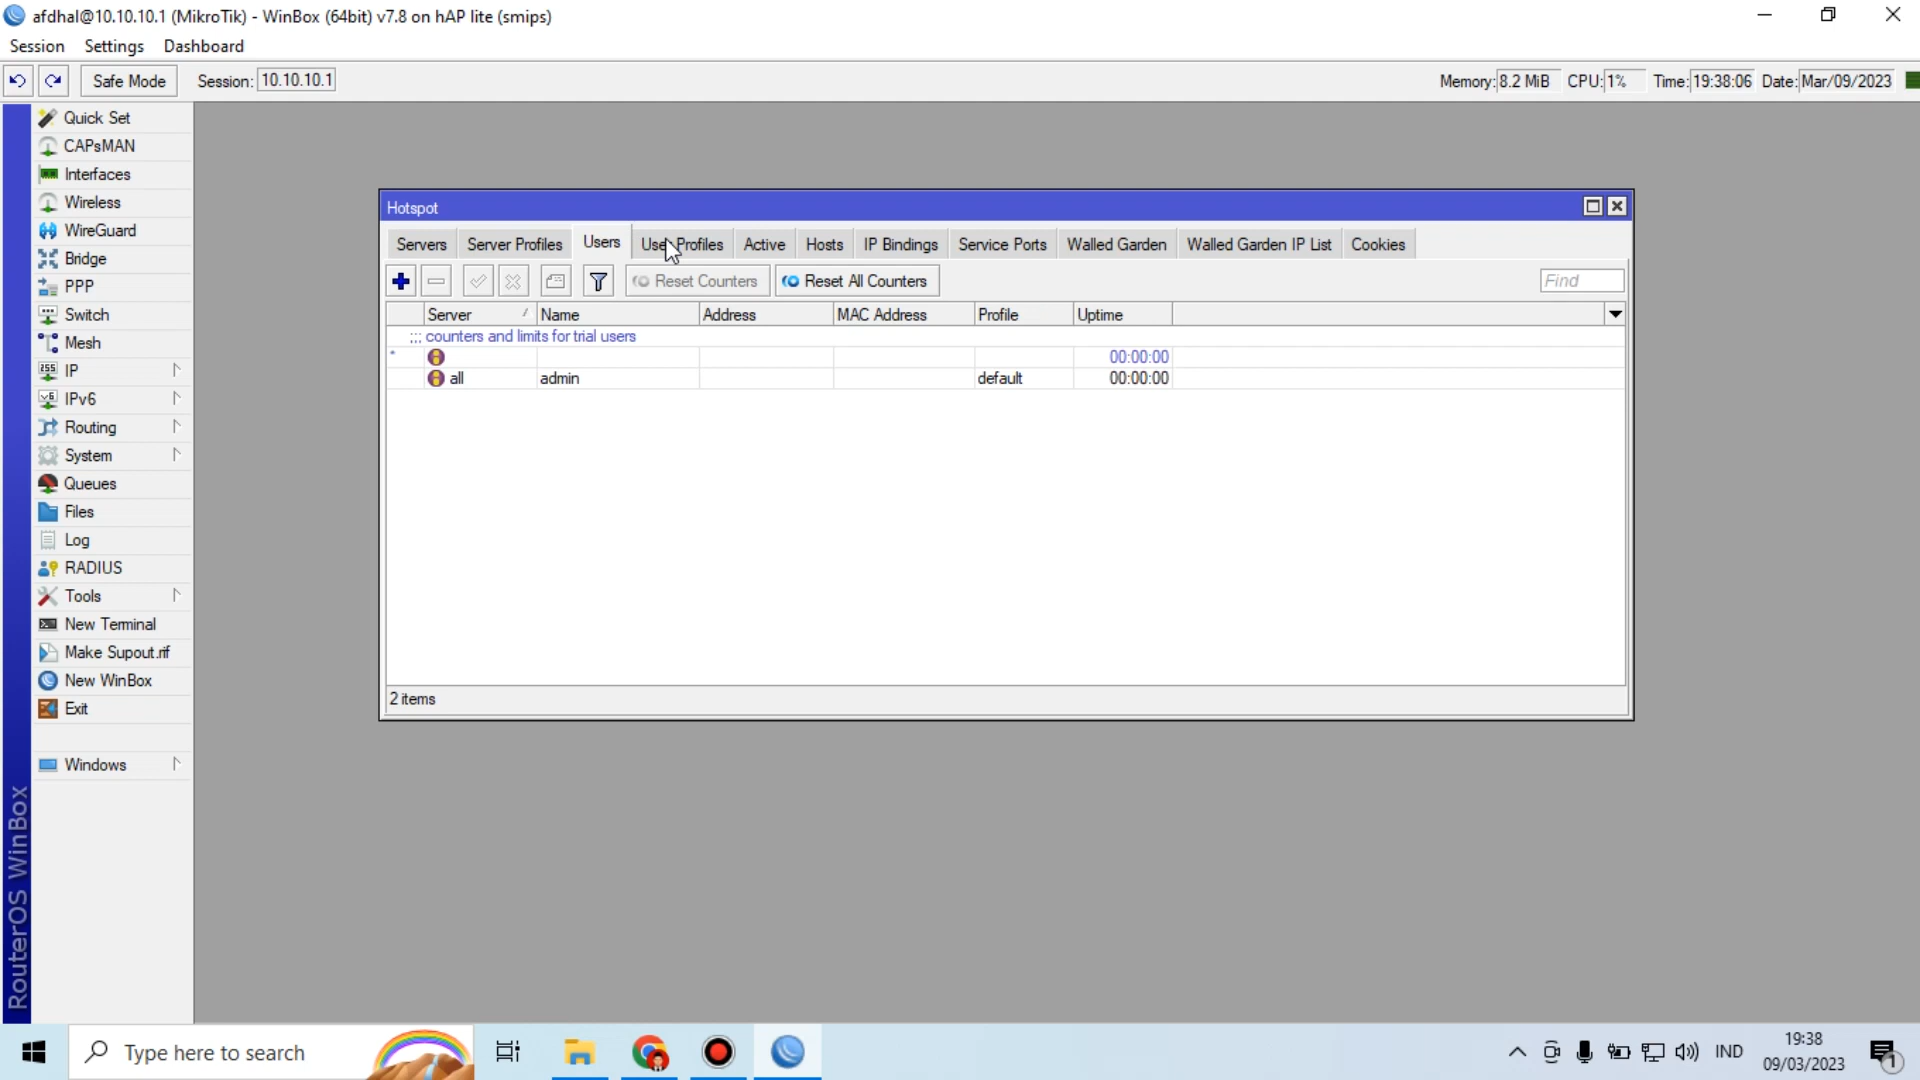 afdhal@10.10.10.1 (MikroTik) - WinBox (64bit) v7.8 on hAP lite (smips)
Session Settings Dashboard
Safe Mode Session: 10.10.10.1 Memory: 8.2 MiB CPU: 1% Time: 19:38:06 Date: Mar/09/2023
Quick Set
CAPsMAN
Interfaces
Wireless
WireGuard
Bridge
PPP
Switch
Mesh
IP
IPv6
Routing
System
Queues
Files
Log
RADIUS
Tools
New Terminal
Make Supout.rif
New WinBox
Exit
Windows
RouterOS WinBox
Hotspot
Servers Server Profiles Users User Profiles Active Hosts IP Bindings Service Ports Walled Garden Walled Garden IP List Cookies
Reset Counters Reset All Counters Find
Server Name Address MAC Address Profile Uptime
;;; counters and limits for trial users
* 00:00:00
all admin default 00:00:00
2 items
Type here to search
IND 19:38
09/03/2023
1